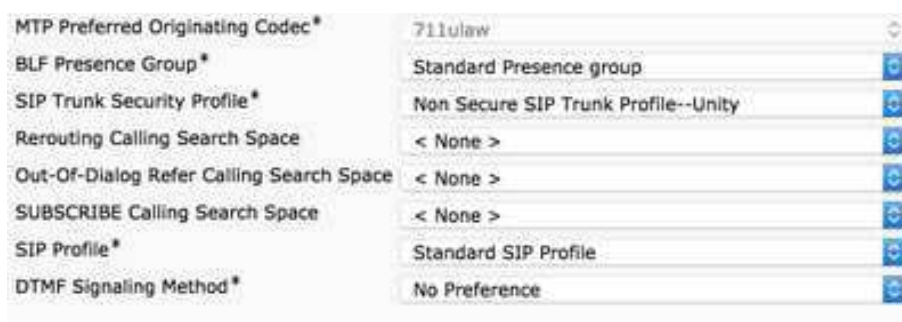 MTP Preferred Originating Codec* 711ulaw
BLF Presence Group* Standard Presence group
SIP Trunk Security Profile* Non Secure SIP Trunk Profile--Unity
Rerouting Calling Search Space < None >
Out-Of-Dialog Refer Calling Search Space < None >
SUBSCRIBE Calling Search Space < None >
SIP Profile* Standard SIP Profile
DTMF Signaling Method* No Preference